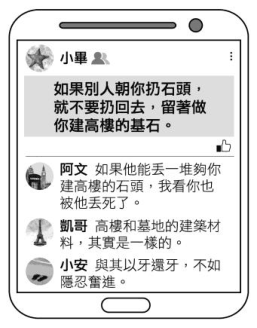 小畢
如果別人朝你扔石頭，
就不要扔回去，留著做
你建高樓的基石。
阿文 如果他能丟一堆夠你
建高樓的石頭，我看你也
被他丟死了。
凱哥 高樓和墓地的建築材
料，其實是一樣的。
小安 與其以牙還牙，不如
隱忍奮進。